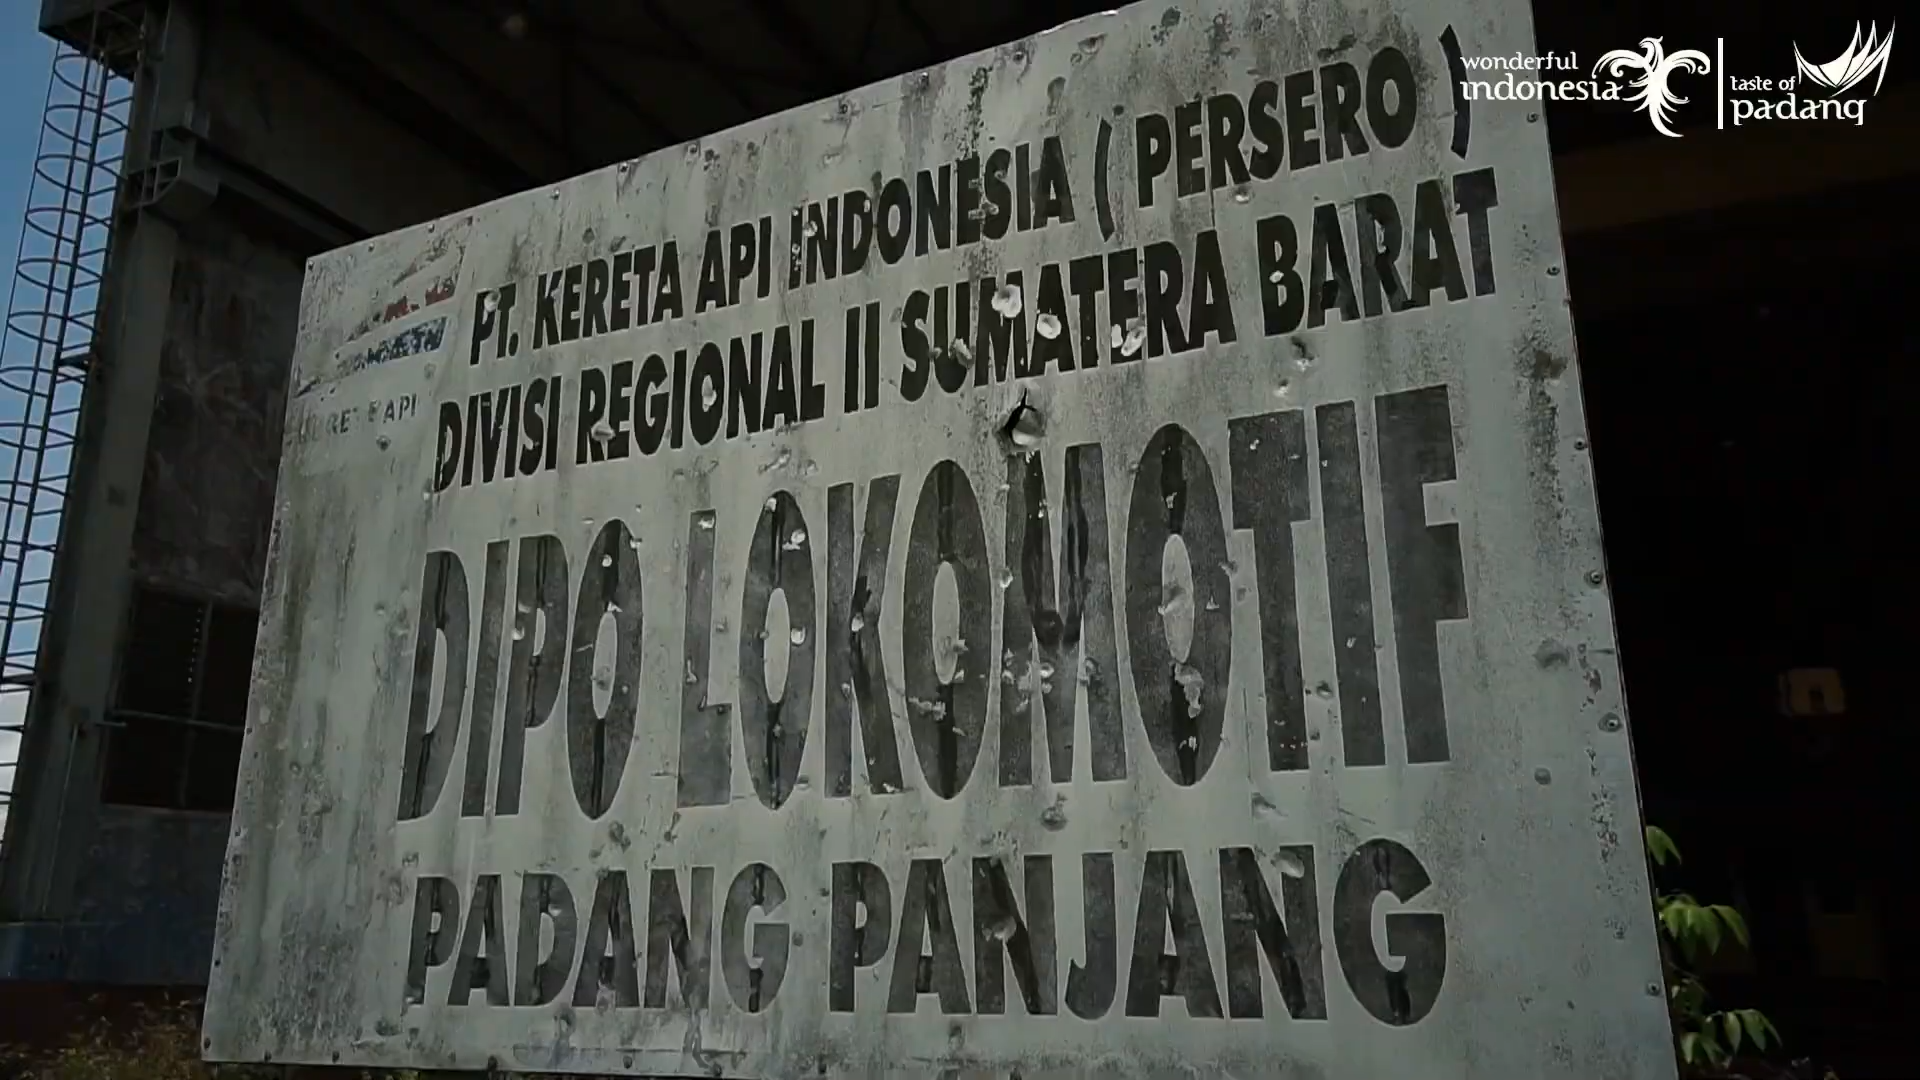 wonderful
indonesia
taste of
padang
PT. KERETA API INDONESIA ( PERSERO )
DIVISI REGIONAL II SUMATERA BARAT
DIPO LOKOMOTIF
PADANG PANJANG